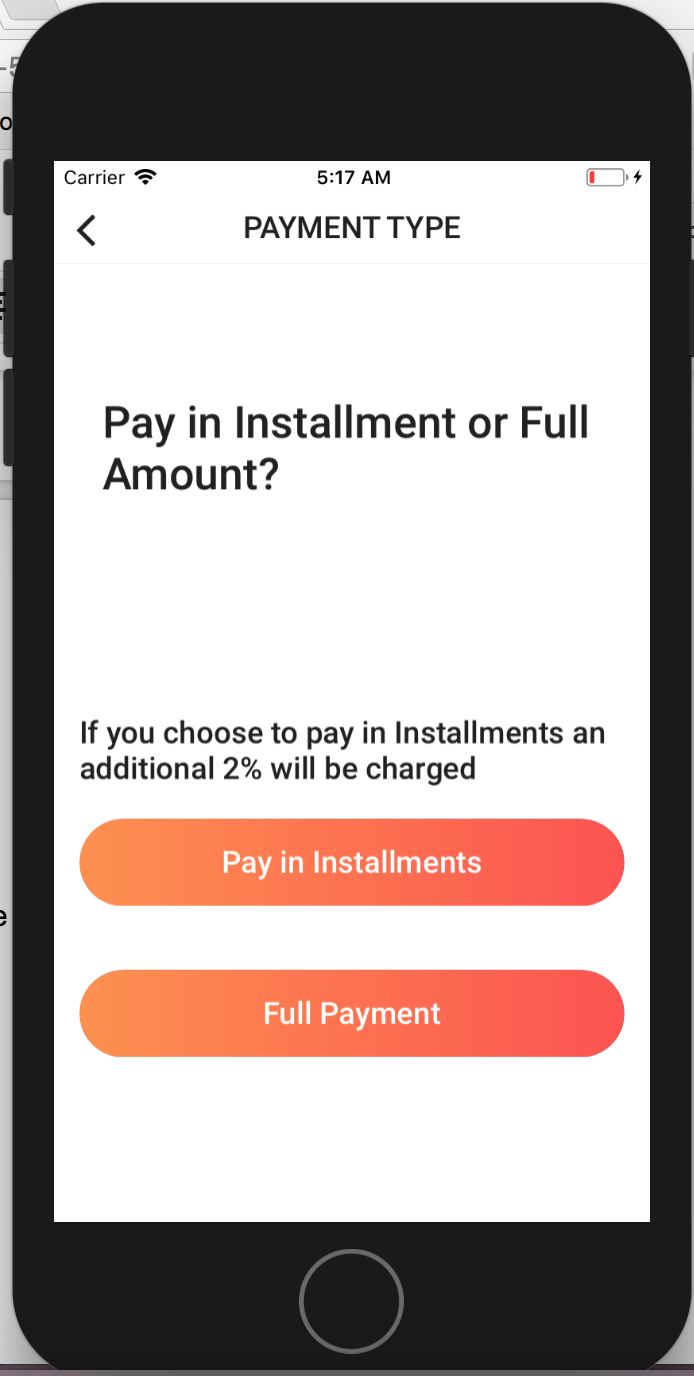 Carrier 5:17 AM
PAYMENT TYPE
Pay in Installment or Full
Amount?
If you choose to pay in Installments an
additional 2% will be charged
Pay in Installments
Full Payment